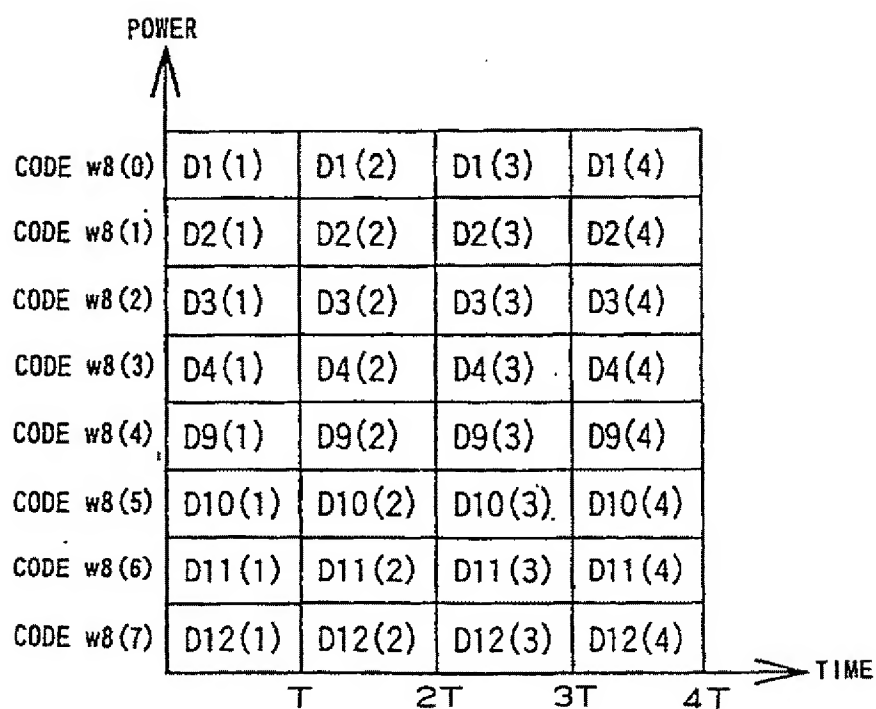 POWER
CODE w8(0) D1(1) D1(2) D1(3) D1(4)
CODE w8(1) D2(1) D2(2) D2(3) D2(4)
CODE w8(2) D3(1) D3(2) D3(3) D3(4)
CODE w8(3) D4(1) D4(2) D4(3) D4(4)
CODE w8(4) D9(1) D9(2) D9(3) D9(4)
CODE w8(5) D10(1) D10(2) D10(3) D10(4)
CODE w8(6) D11(1) D11(2) D11(3) D11(4)
CODE w8(7) D12(1) D12(2) D12(3) D12(4)
TIME
T 2T 3T 4T